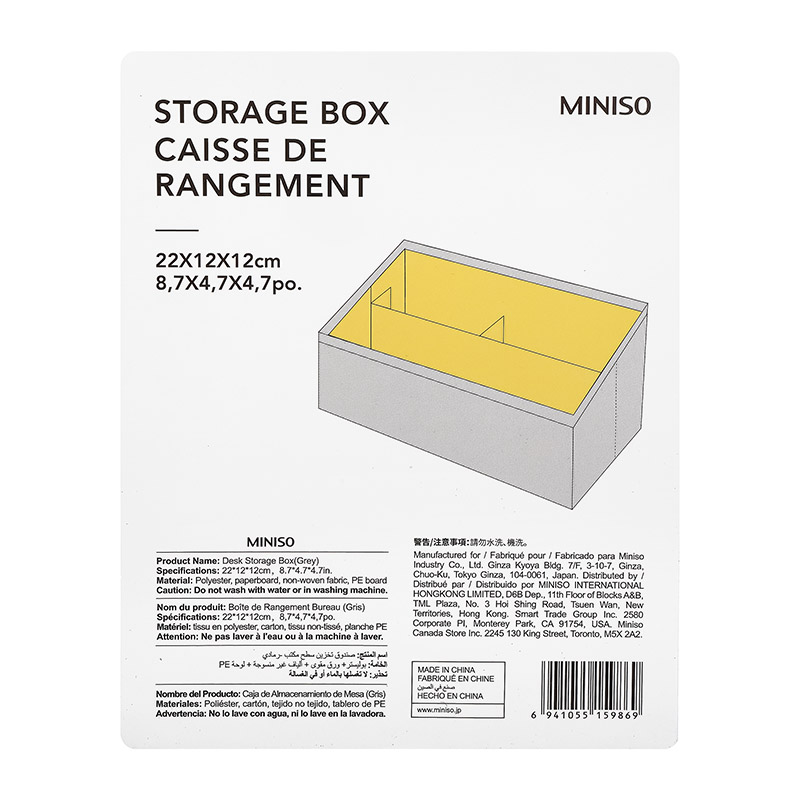 STORAGE BOX
CAISSE DE
RANGEMENT
MINISO
22X12X12cm
8,7X4,7X4,7po.
MINISO
Product Name: Desk Storage Box(Grey)
Specifications: 22*12*12cm, 8.7*4.7*4.7in.
Material: Polyester, paperboard, non-woven fabric, PE board
Caution: Do not wash with water or in washing machine.
Nom du produit: Boîte de Rangement Bureau (Gris)
Spécifications: 22*12*12cm, 8,7*4,7*4,7po.
Matériel: tissu en polyester, carton, tissu non-tissé, planche PE
Attention: Ne pas laver à l'eau ou à la machine à laver.
اسم المنتج: صندوق تخزين سطح مكتب -رمادي
الخامة: بوليستر+ ورق مقوى + ألياف غير منسوجة + لوحة PE
تحذير: لا تغسلها بالماء أو في الغسالة
Nombre del Producto: Caja de Almacenamiento de Mesa (Gris)
Materiales: Poliéster, cartón, tejido no tejido, tablero de PE
Advertencia: No lo lave con agua, ni lo lave en la lavadora.
警告/注意事項:請勿水洗、機洗。
Manufactured for / Fabriqué pour / Fabricado para Miniso
Industry Co., Ltd. Ginza Kyoya Bldg. 7/F, 3-10-7, Ginza,
Chuo-Ku, Tokyo Ginza, 104-0061, Japan. Distributed by /
Distribué par / Distribuido por MINISO INTERNATIONAL
HONGKONG LIMITED, D6B Dep., 11th Floor of Blocks A&B,
TML Plaza, No. 3 Hoi Shing Road, Tsuen Wan, New
Territories, Hong Kong. Smart Trade Group Inc. 2580
Corporate Pl, Monterey Park, CA 91754, USA. Miniso
Canada Store Inc. 2245 130 King Street, Toronto, M5X 2A2.
MADE IN CHINA
FABRIQUÉ EN CHINE
صنع في الصين
HECHO EN CHINA
www.miniso.jp
6 941055 159869